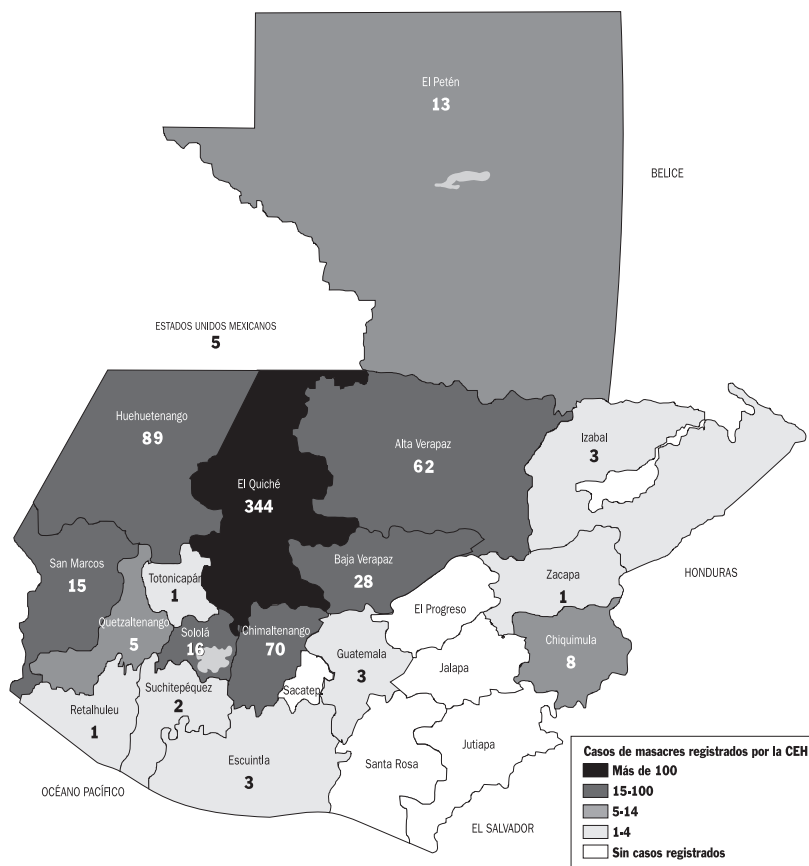 El Petén
13
BELICE
ESTADOS UNIDOS MEXICANOS
5
Huehuetenango
89
Alta Verapaz
62
Izabal
3
El Quiché
344
San Marcos
15
Totonicapán
1
Baja Verapaz
28
Zacapa
1
HONDURAS
El Progreso
Quetzaltenango
5
Sololá
16
Chimaltenango
70
Guatemala
3
Jalapa
Chiquimula
8
Sacatep.
Suchitepéquez
2
Retalhuleu
1
Escuintla
3
Santa Rosa
Jutiapa
OCÉANO PACÍFICO
EL SALVADOR
Casos de masacres registrados por la CEH
Más de 100
15-100
5-14
1-4
Sin casos registrados